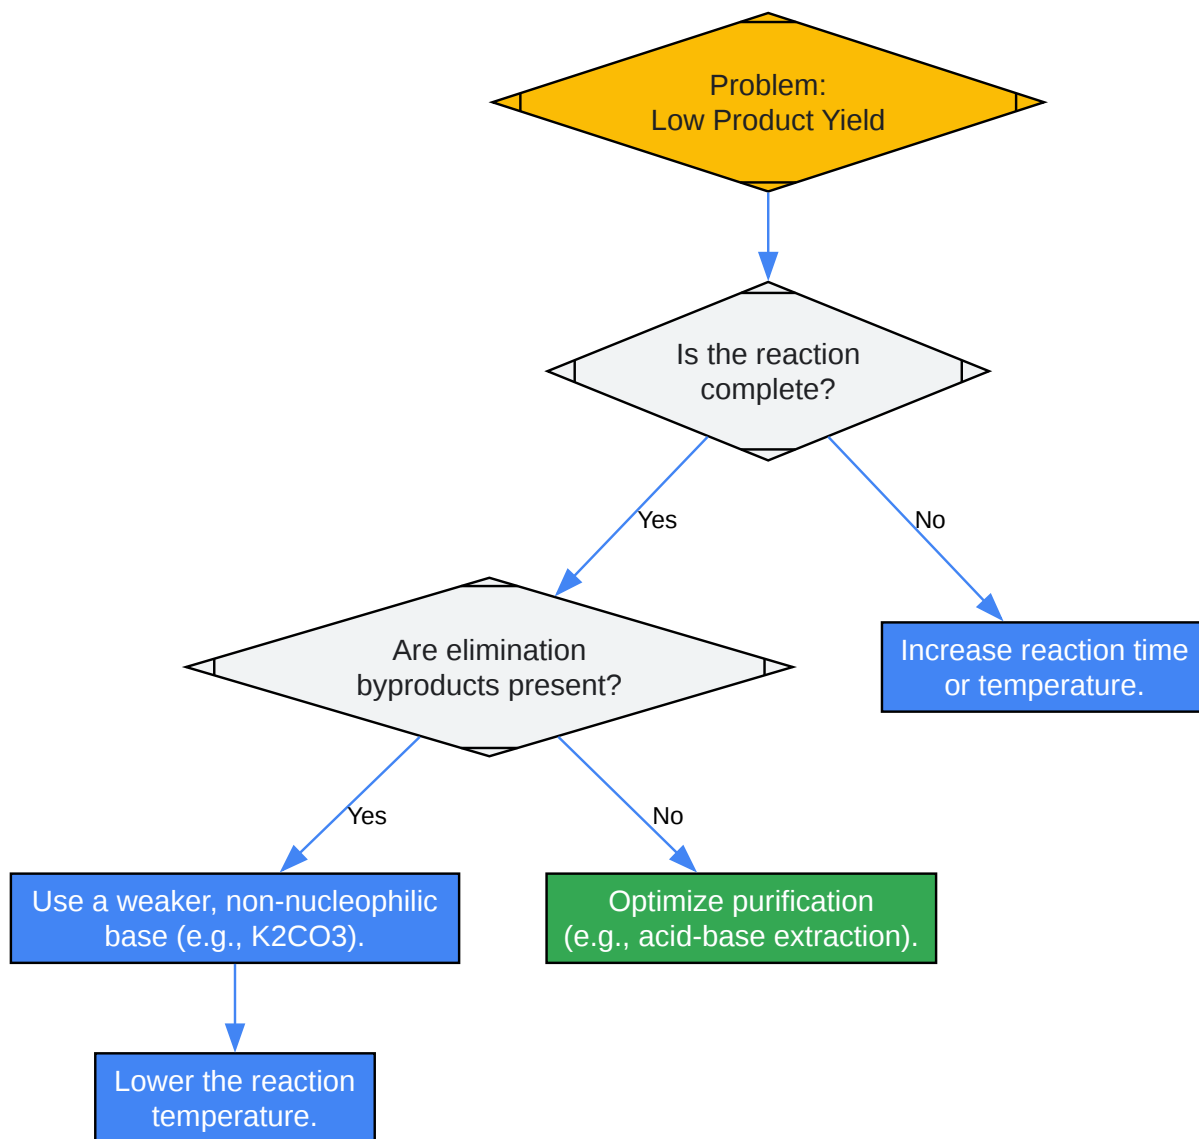 Problem:
Low Product Yield
Is the reaction
complete?
Yes
No
Are elimination
byproducts present?
Increase reaction time
or temperature.
Yes
No
Use a weaker, non-nucleophilic
base (e.g., K2CO3).
Optimize purification
(e.g., acid-base extraction).
Lower the reaction
temperature.